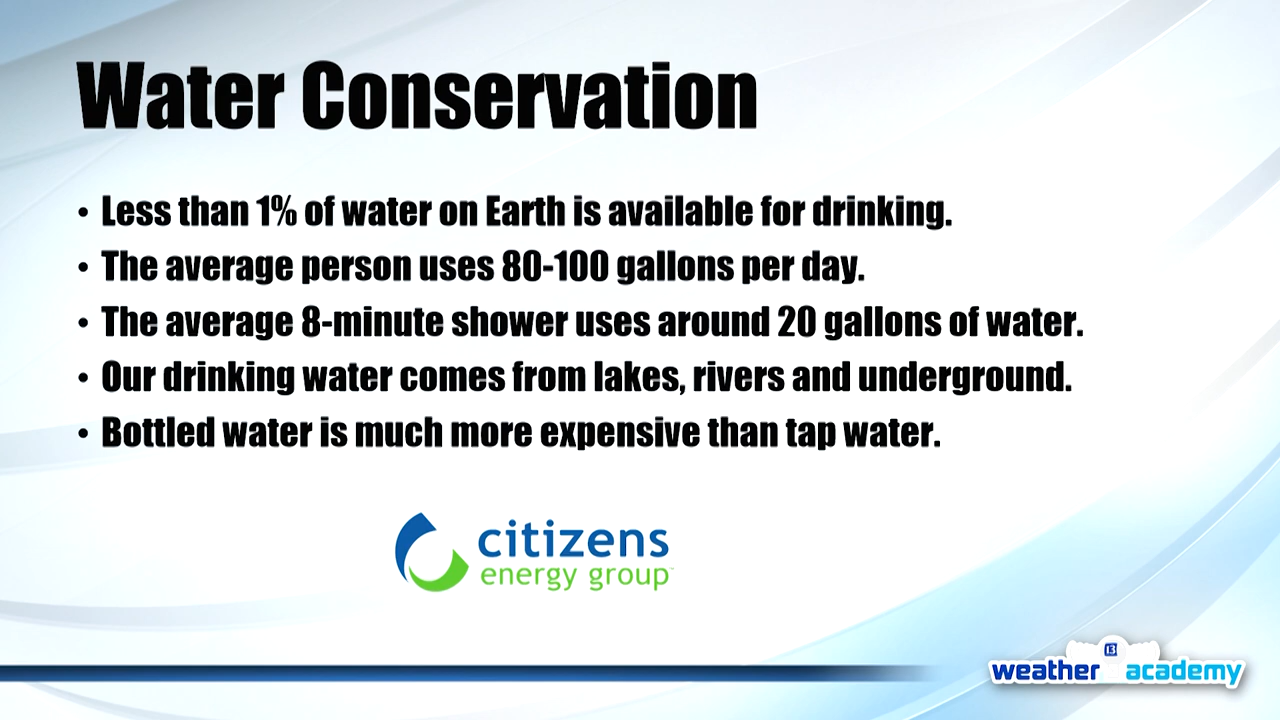 Water Conservation
• Less than 1% of water on Earth is available for drinking.
• The average person uses 80-100 gallons per day.
• The average 8-minute shower uses around 20 gallons of water.
• Our drinking water comes from lakes, rivers and underground.
• Bottled water is much more expensive than tap water.
citizens
energy group
13
weather academy